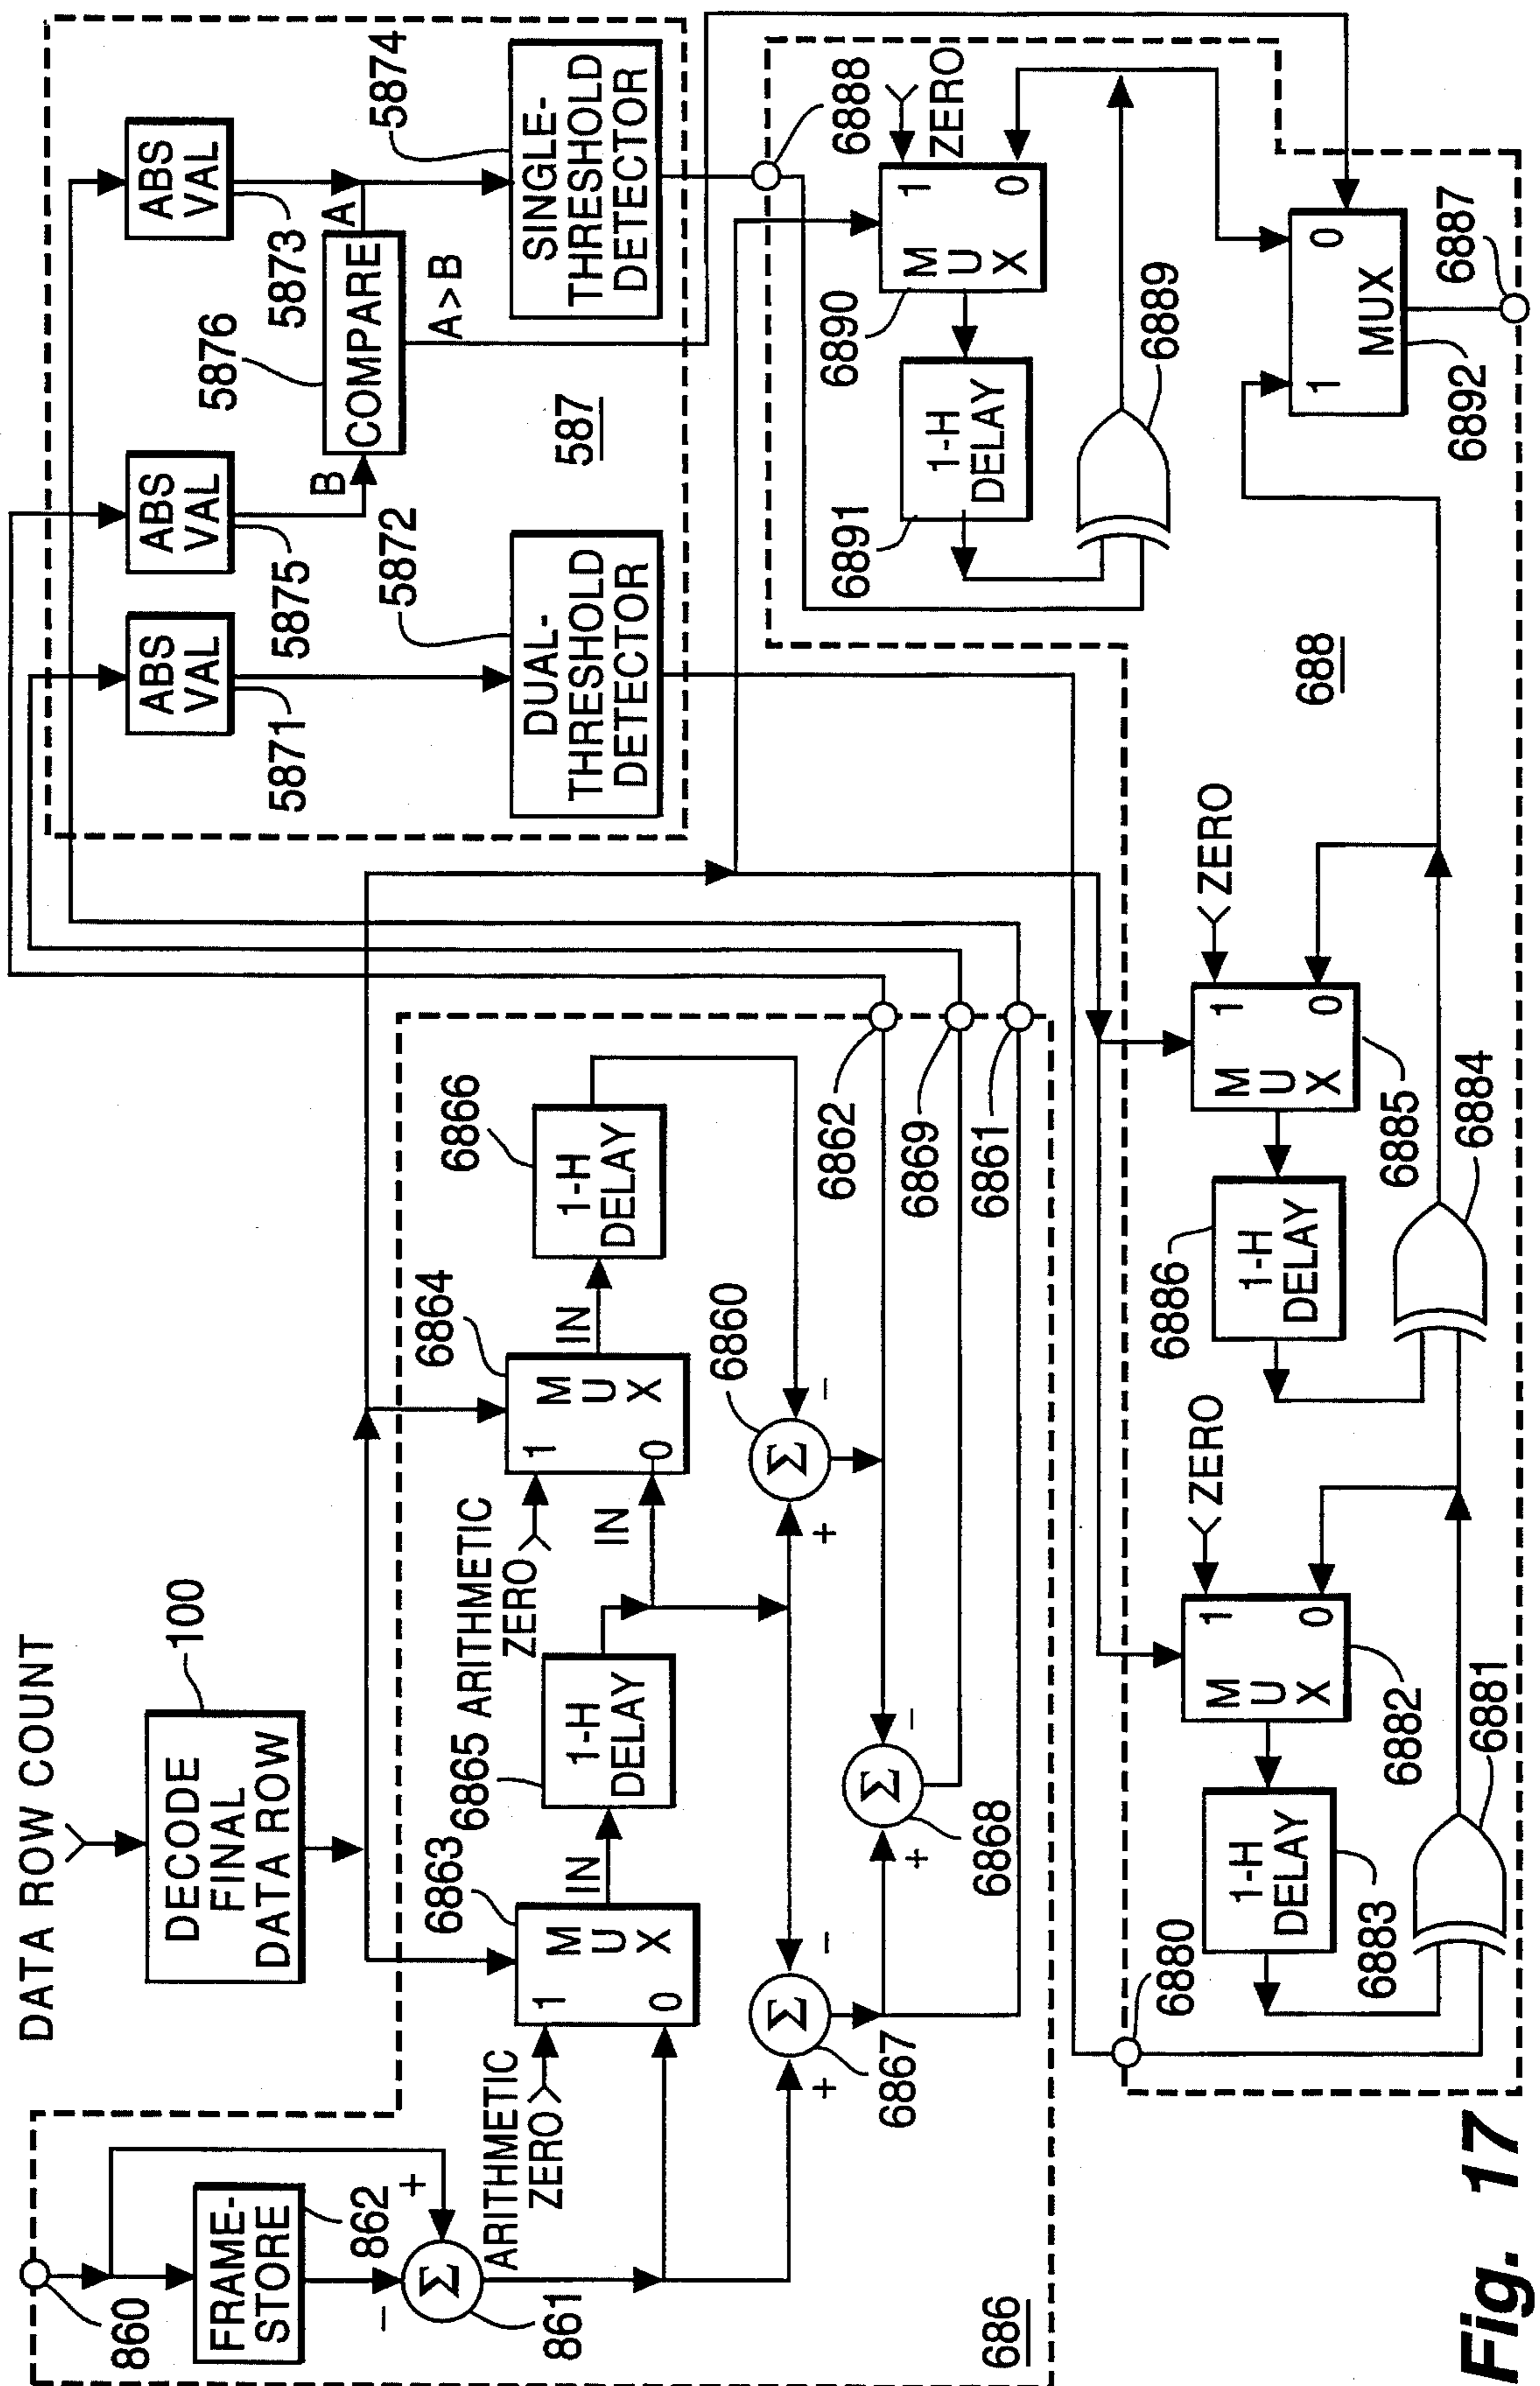 DATA ROW COUNT
DECODE
FINAL
DATA ROW
100
860
FRAME-
STORE
862
−
+
Σ
861
ARITHMETIC
ZERO
1
0
M
U
X
6863
IN
1-H
DELAY
6865
ARITHMETIC
ZERO
IN
1
0
M
U
X
6864
IN
1-H
DELAY
6866
+
−
Σ
6867
+
−
Σ
6860
+
−
Σ
6868
6862
6869
6861
686
ABS
VAL
5871
ABS
VAL
5875
ABS
VAL
5873
B
COMPARE
A
5876
A > B
DUAL-
THRESHOLD
DETECTOR
5872
SINGLE-
THRESHOLD
DETECTOR
5874
587
6888
ZERO
1
0
M
U
X
6890
1-H
DELAY
6891
6889
6880
ZERO
1
0
M
U
X
6882
1-H
DELAY
6883
6881
ZERO
1
0
M
U
X
6885
1-H
DELAY
6886
6884
688
1
0
MUX
6892
6887
Fig. 17